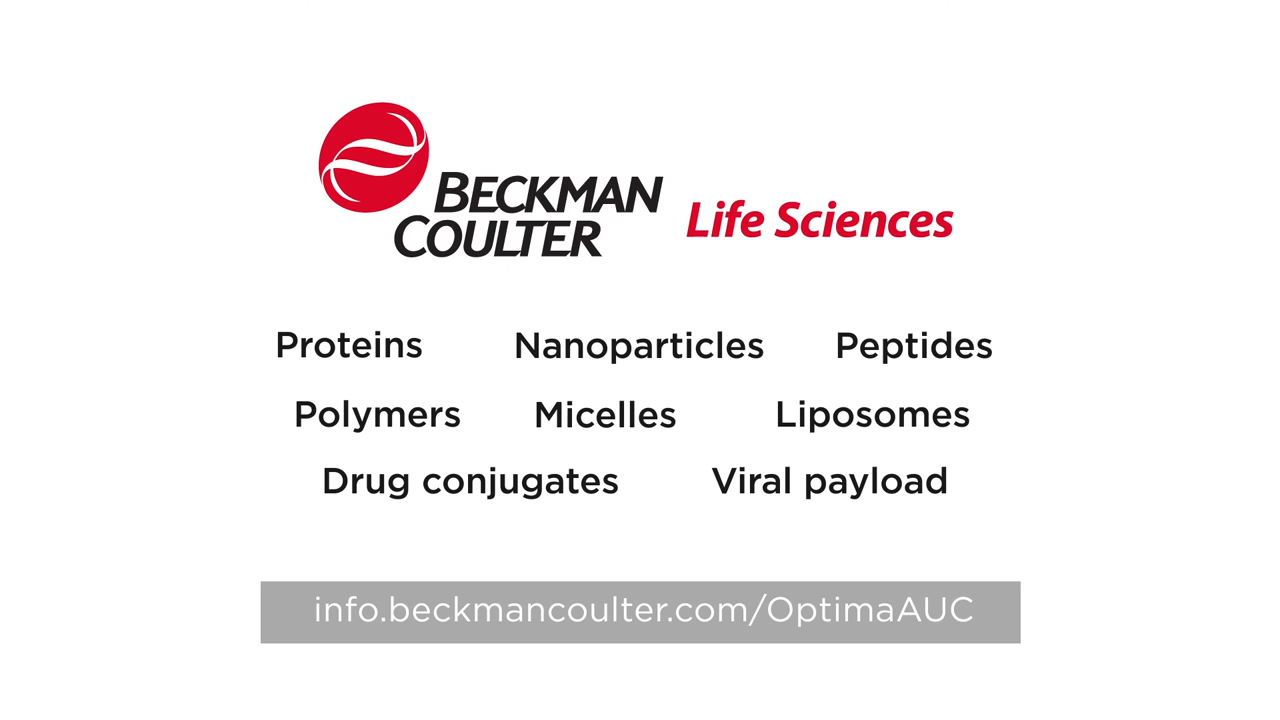 BECKMAN
COULTER Life Sciences
Proteins Nanoparticles Peptides
Polymers Micelles Liposomes
Drug conjugates Viral payload
info.beckmancoulter.com/OptimaAUC